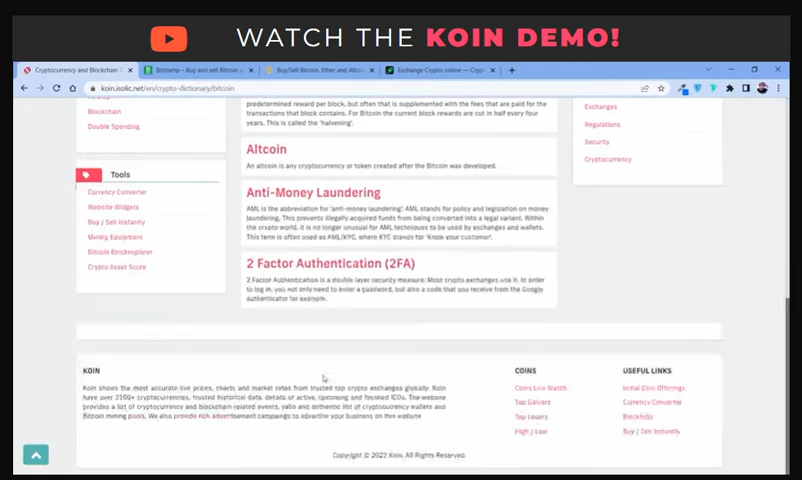 WATCH THE KOIN DEMO!
Cryptocurrency and Blockchain
Bitstamp – Buy and sell Bitcoin a
Buy/Sell Bitcoin, Ether and Altco
Exchange Crypto online — Crypt
koin.isolic.net/en/crypto-dictionary/bitcoin
Blockchain
Double Spending
Tools
Currency Converter
Website Widgets
Buy / Sell Instantly
Mining Equipment
Bitcoin Blockexplorer
Crypto Asset Score
predetermined reward per block, but often that is supplemented with the fees that are paid for the
transactions that block contains. For Bitcoin the current block rewards are cut in half every four
years. This is called the 'halvening'.
Altcoin
An altcoin is any cryptocurrency or token created after the Bitcoin was developed.
Anti-Money Laundering
AML is the abbreviation for 'anti-money laundering'. AML stands for policy and legislation on money
laundering. This prevents illegally acquired funds from being converted into a legal variant. Within
the crypto world, it is no longer unusual for AML techniques to be used by exchanges and wallets.
This term is often used as AML/KYC, where KYC stands for 'Know your customer'.
2 Factor Authentication (2FA)
2 Factor Authentication is a double layer security measure. Most crypto exchanges use it. In order
to log in, you not only need to enter a password, but also a code that you receive from the Google
authenticator for example.
Exchanges
Regulations
Security
Cryptocurrency
KOIN
Koin shows the most accurate live prices, charts and market rates from trusted top crypto exchanges globally. Koin
have over 2100+ cryptocurrencies, trusted historical data, details of active, upcoming and finished ICOs. The website
provides a list of cryptocurrency and blockchain related events, valis and authentic list of cryptocurrency wallets and
Bitcoin mining pools. We also provide rich advertisement campaigns to advertise your business on this website
COINS
Coins Live Watch
Top Gainers
Top Losers
High / Low
USEFUL LINKS
Initial Coin Offerings
Currency Converter
Blockfolio
Buy / Sell Instantly
Copyright © 2022 Koin. All Rights Reserved.